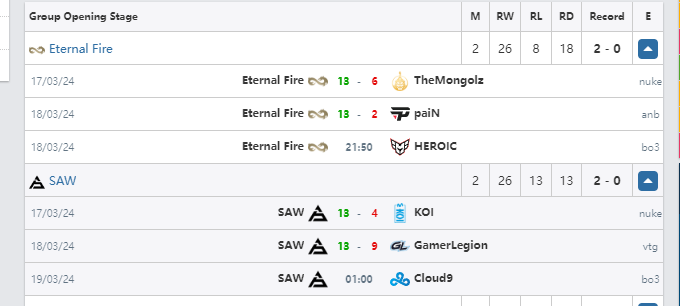 Group Opening Stage M RW RL RD Record E
Eternal Fire 2 26 8 18 2 - 0
17/03/24 Eternal Fire 13 - 6 TheMongolz nuke
18/03/24 Eternal Fire 13 - 2 paiN anb
18/03/24 Eternal Fire 21:50 HEROIC bo3
SAW 2 26 13 13 2 - 0
17/03/24 SAW 13 - 4 KOI nuke
18/03/24 SAW 13 - 9 GamerLegion vtg
19/03/24 SAW 01:00 Cloud9 bo3